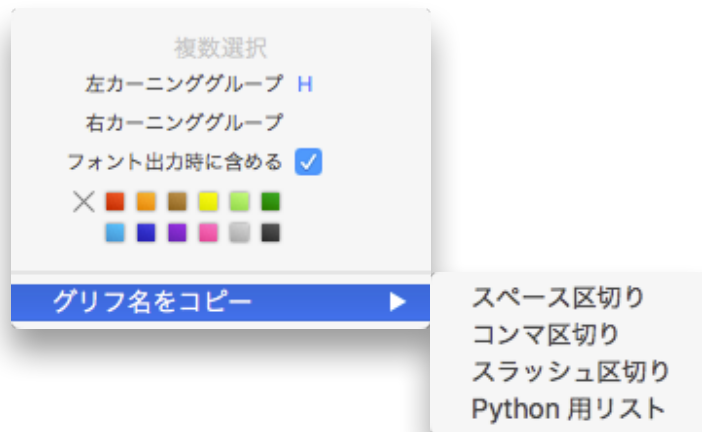 複数選択
左カーニンググループ H
右カーニンググループ
フォント出力時に含める
グリフ名をコピー
スペース区切り
コンマ区切り
スラッシュ区切り
Python 用リスト